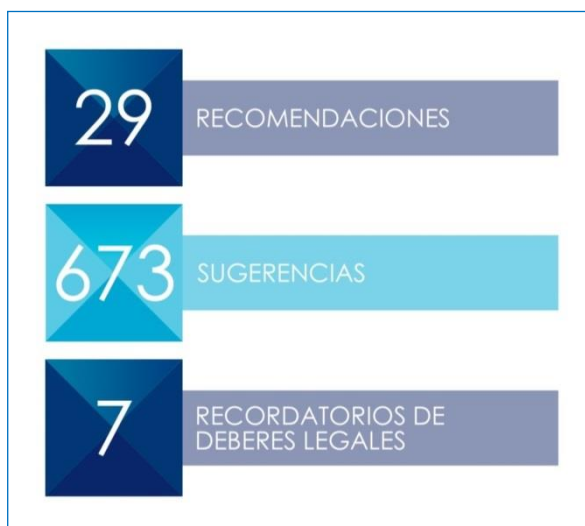 29
RECOMENDACIONES
673
SUGERENCIAS
7
RECORDATORIOS DE
DEBERES LEGALES